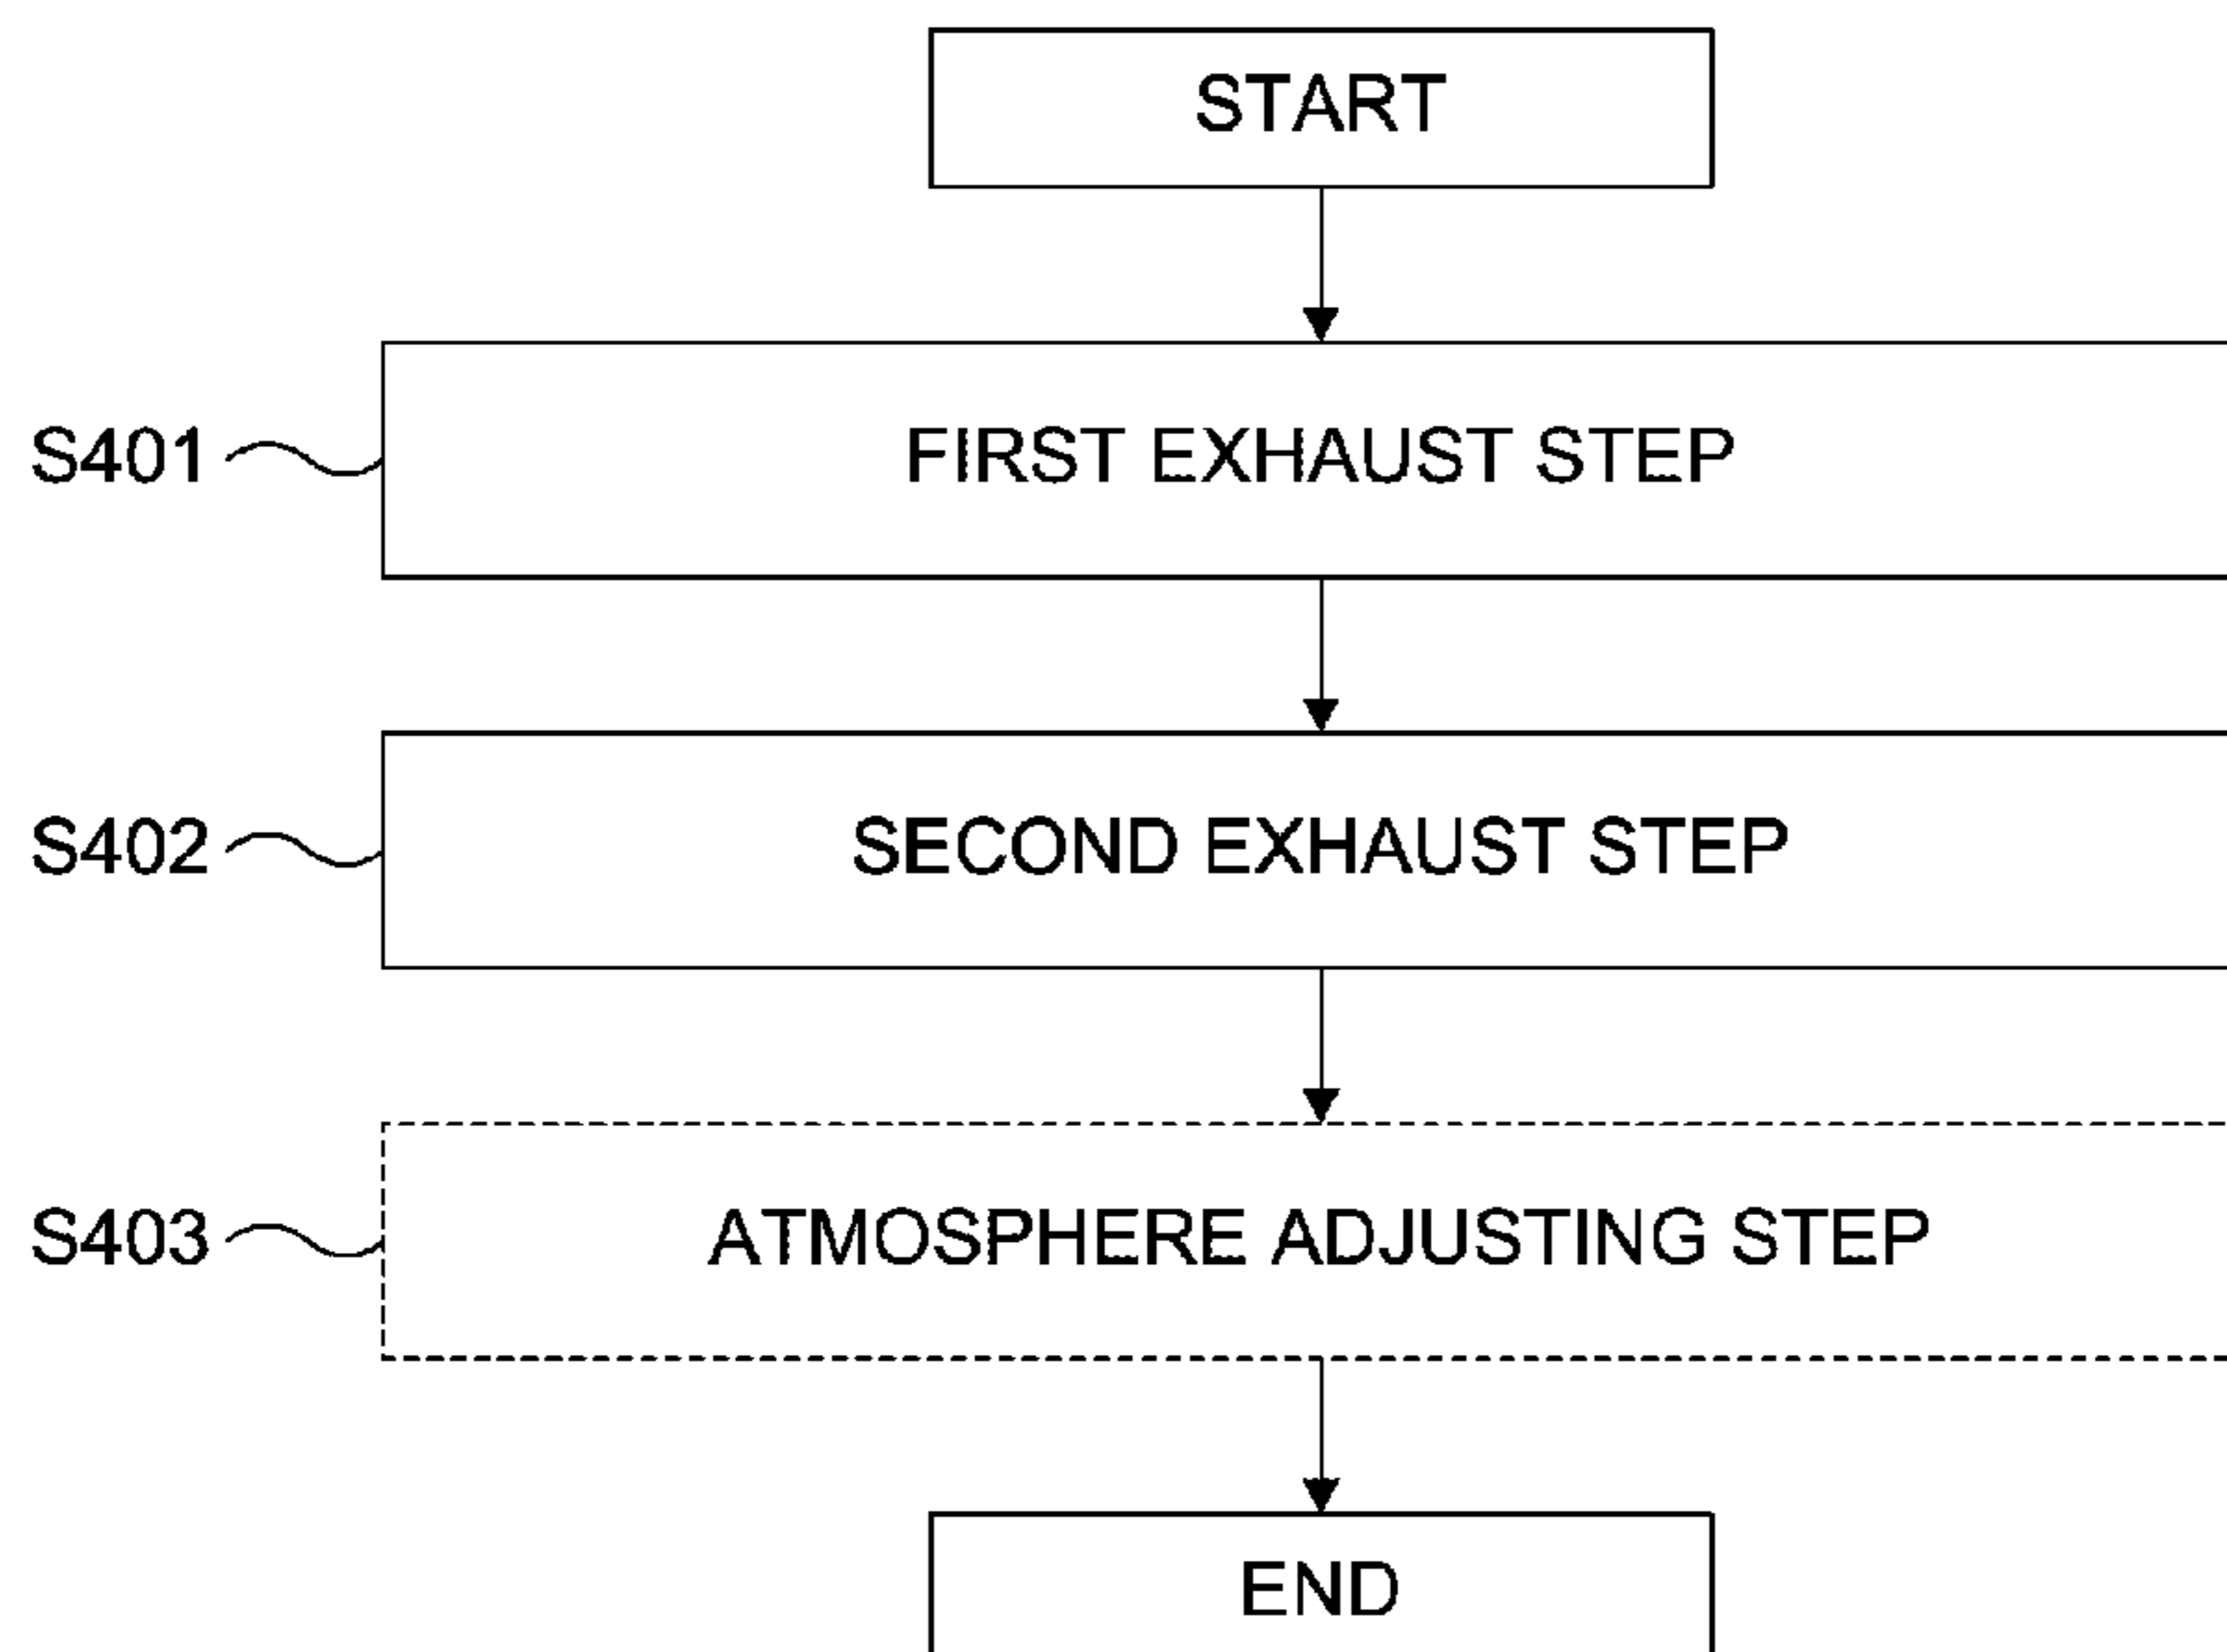 START
S401 FIRST EXHAUST STEP
S402 SECOND EXHAUST STEP
S403 ATMOSPHERE ADJUSTING STEP
END